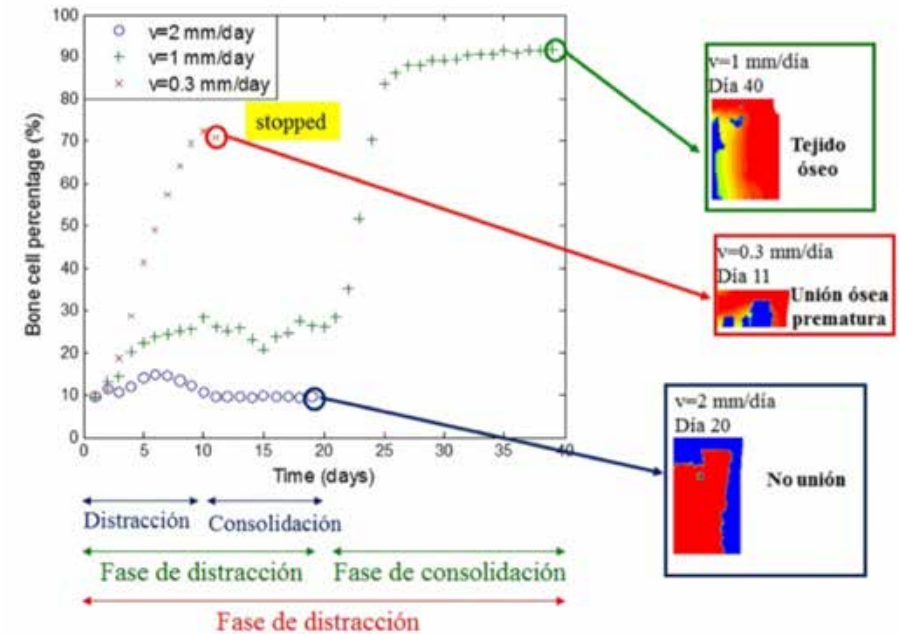 100
90
80
70
60
50
40
30
20
10
0
Bone cell percentage (%)
v=2 mm/day
v=1 mm/day
v=0.3 mm/day
stopped
0 5 10 15 20 25 30 35 40
Time (days)
Distracción Consolidación
Fase de distracción Fase de consolidación
Fase de distracción
v=1 mm/día
Día 40
Tejido
óseo
v=0.3 mm/día
Día 11
Unión ósea
prematura
v=2 mm/día
Día 20
No unión